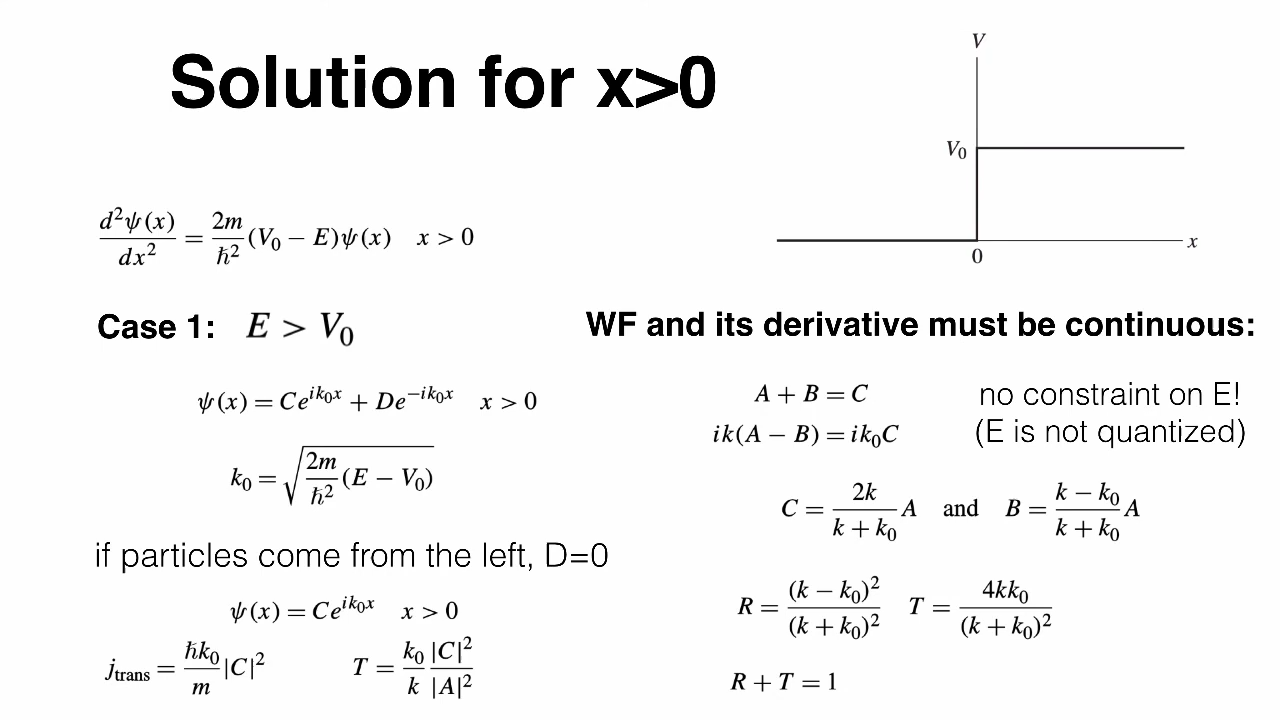 Solution for x>0
V
V₀
x
0
d²ψ(x)/dx² = 2m/ħ² (V₀ − E)ψ(x) x > 0
Case 1: E > V₀
ψ(x) = Ce^{ik₀x} + De^{−ik₀x} x > 0
k₀ = √(2m/ħ² (E − V₀))
if particles come from the left, D=0
ψ(x) = Ce^{ik₀x} x > 0
j_trans = ħk₀/m |C|² T = k₀/k |C|²/|A|²
WF and its derivative must be continuous:
A + B = C
ik(A − B) = ik₀C
no constraint on E!
(E is not quantized)
C = 2k/(k + k₀) A and B = (k − k₀)/(k + k₀) A
R = (k − k₀)²/(k + k₀)² T = 4kk₀/(k + k₀)²
R + T = 1